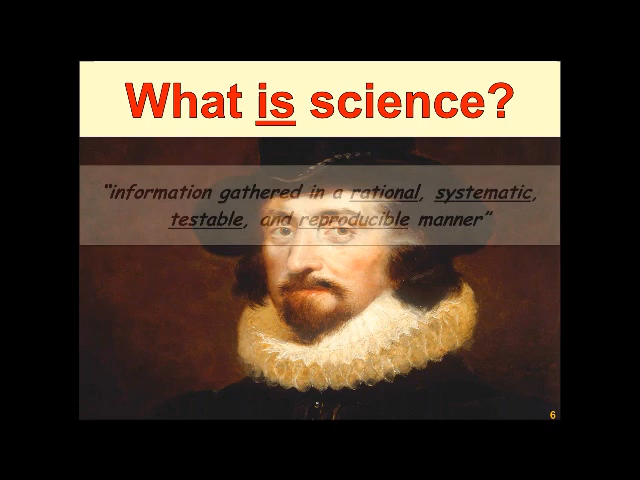 What is science?
“information gathered in a rational, systematic,
testable, and reproducible manner”
6